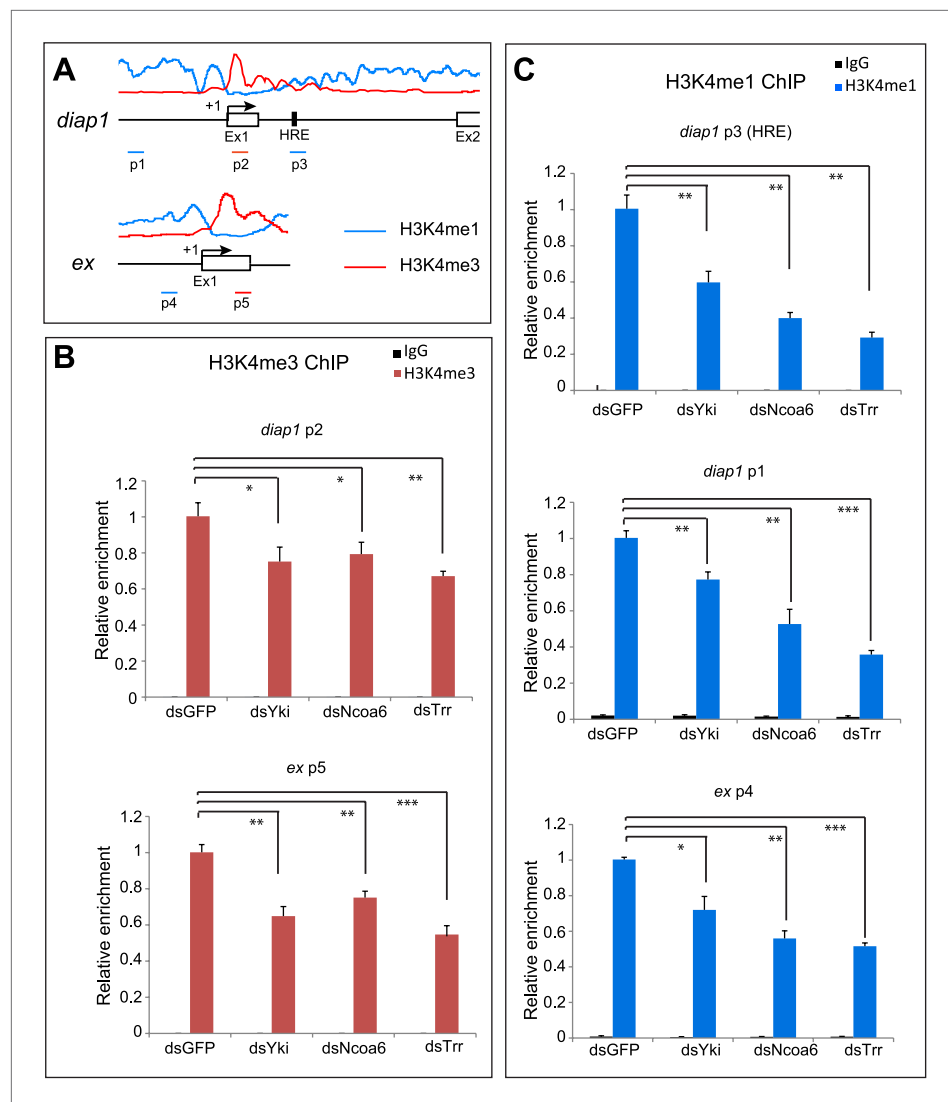 A
+1
diap1
Ex1
HRE
Ex2
p1
p2
p3
H3K4me1
H3K4me3
+1
ex
Ex1
p4
p5
B
H3K4me3 ChIP
IgG
H3K4me3
diap1 p2
Relative enrichment
1.2
1
0.8
0.6
0.4
0.2
0
*
*
**
dsGFP
dsYki
dsNcoa6
dsTrr
ex p5
Relative enrichment
1.2
1
0.8
0.6
0.4
0.2
0
**
**
***
dsGFP
dsYki
dsNcoa6
dsTrr
C
H3K4me1 ChIP
IgG
H3K4me1
diap1 p3 (HRE)
Relative enrichment
1.2
1
0.8
0.6
0.4
0.2
0
**
**
**
dsGFP
dsYki
dsNcoa6
dsTrr
diap1 p1
Relative enrichment
1.2
1
0.8
0.6
0.4
0.2
0
**
**
***
dsGFP
dsYki
dsNcoa6
dsTrr
ex p4
Relative enrichment
1.2
1
0.8
0.6
0.4
0.2
0
*
**
***
dsGFP
dsYki
dsNcoa6
dsTrr